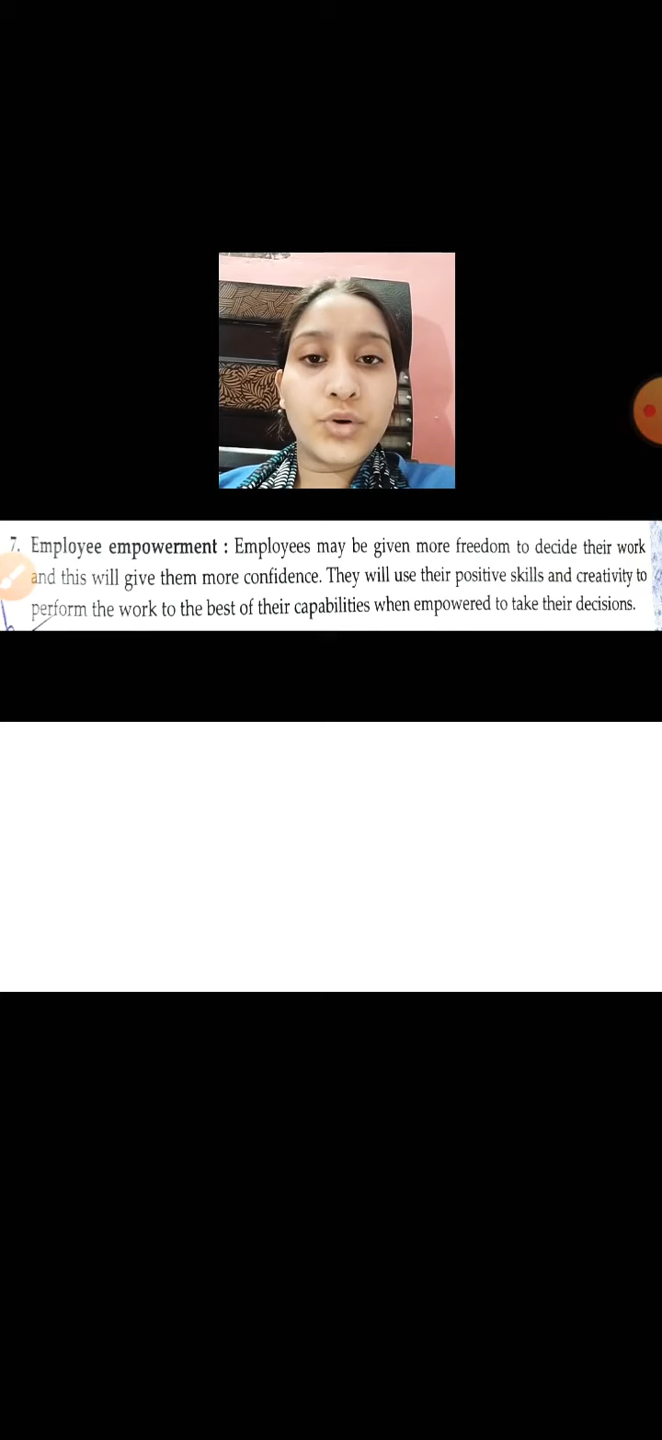 7. Employee empowerment : Employees may be given more freedom to decide their work
and this will give them more confidence. They will use their positive skills and creativity to
perform the work to the best of their capabilities when empowered to take their decisions.